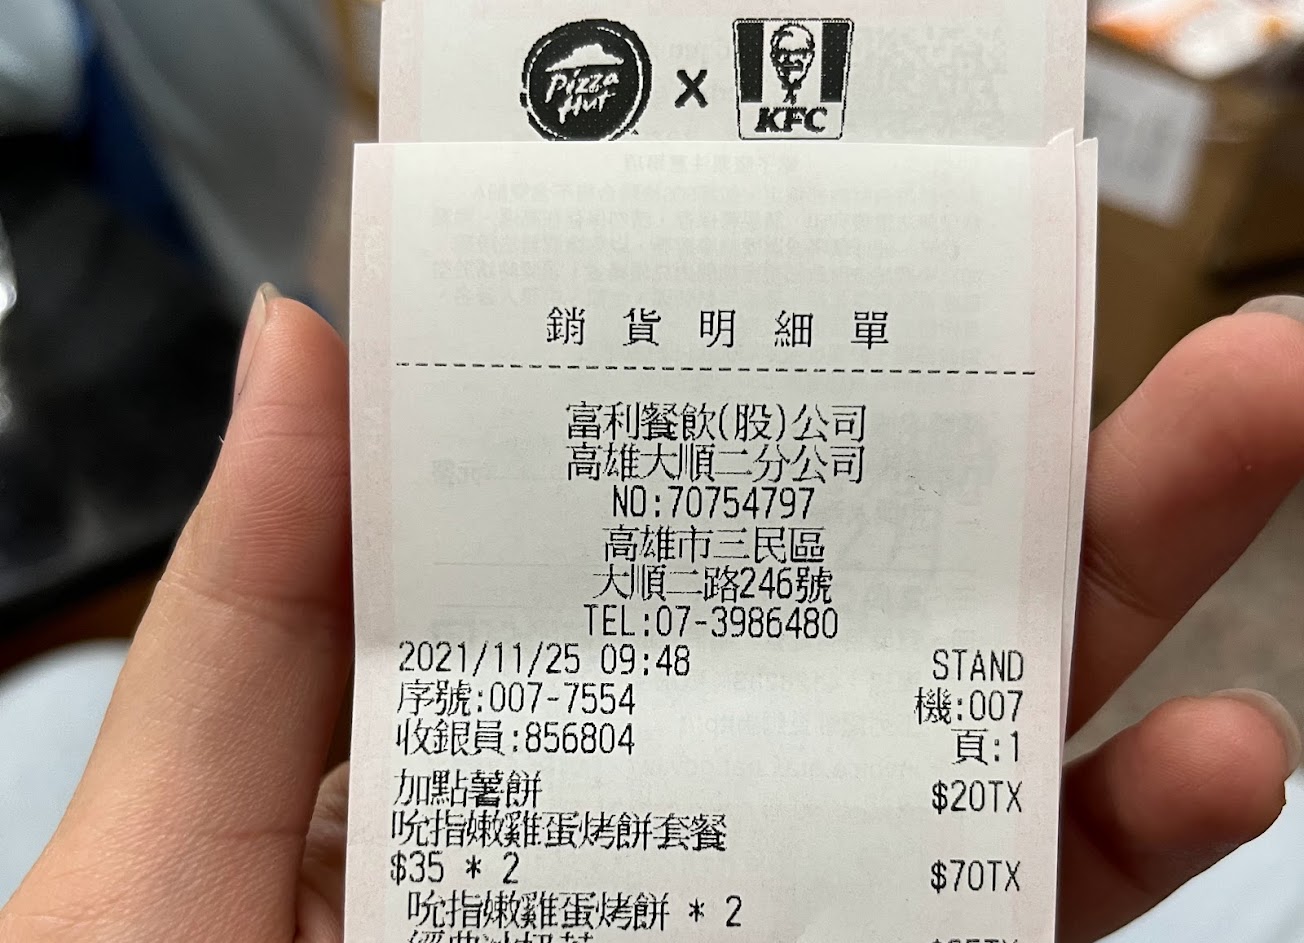 Pizza Hut X KFC
銷貨明細單
富利餐飲(股)公司
高雄大順二分公司
NO:70754797
高雄市三民區
大順二路246號
TEL:07-3986480
2021/11/25 09:48 STAND
序號:007-7554 機:007
收銀員:856804 頁:1
加點薯餅 $20TX
吮指嫩雞蛋烤餅套餐
$35 * 2 $70TX
吮指嫩雞蛋烤餅 * 2